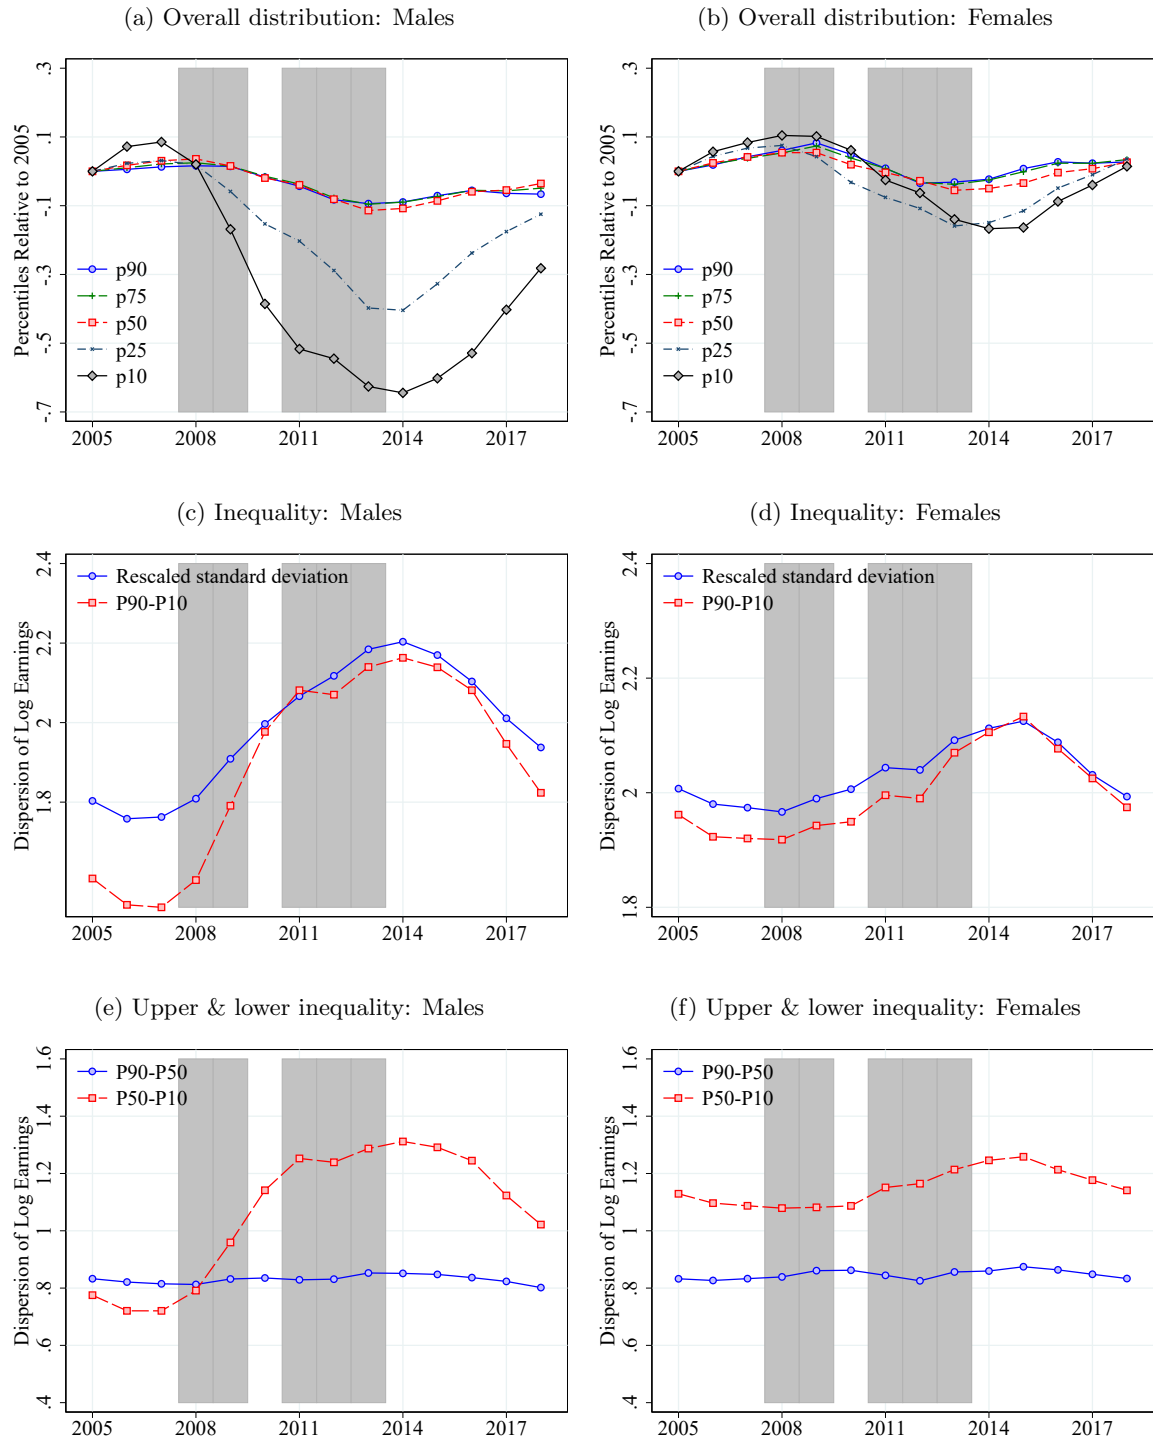 (a) Overall distribution: Males
Percentiles Relative to 2005
.3
.1
-.1
-.3
-.5
-.7
p90
p75
p50
p25
p10
2005 2008 2011 2014 2017
(b) Overall distribution: Females
Percentiles Relative to 2005
.3
.1
-.1
-.3
-.5
-.7
p90
p75
p50
p25
p10
2005 2008 2011 2014 2017
(c) Inequality: Males
Dispersion of Log Earnings
2.4
2.2
2
1.8
Rescaled standard deviation
P90-P10
2005 2008 2011 2014 2017
(d) Inequality: Females
Dispersion of Log Earnings
2.4
2.2
2
1.8
Rescaled standard deviation
P90-P10
2005 2008 2011 2014 2017
(e) Upper & lower inequality: Males
Dispersion of Log Earnings
1.6
1.4
1.2
1
.8
.6
.4
P90-P50
P50-P10
2005 2008 2011 2014 2017
(f) Upper & lower inequality: Females
Dispersion of Log Earnings
1.6
1.4
1.2
1
.8
.6
.4
P90-P50
P50-P10
2005 2008 2011 2014 2017